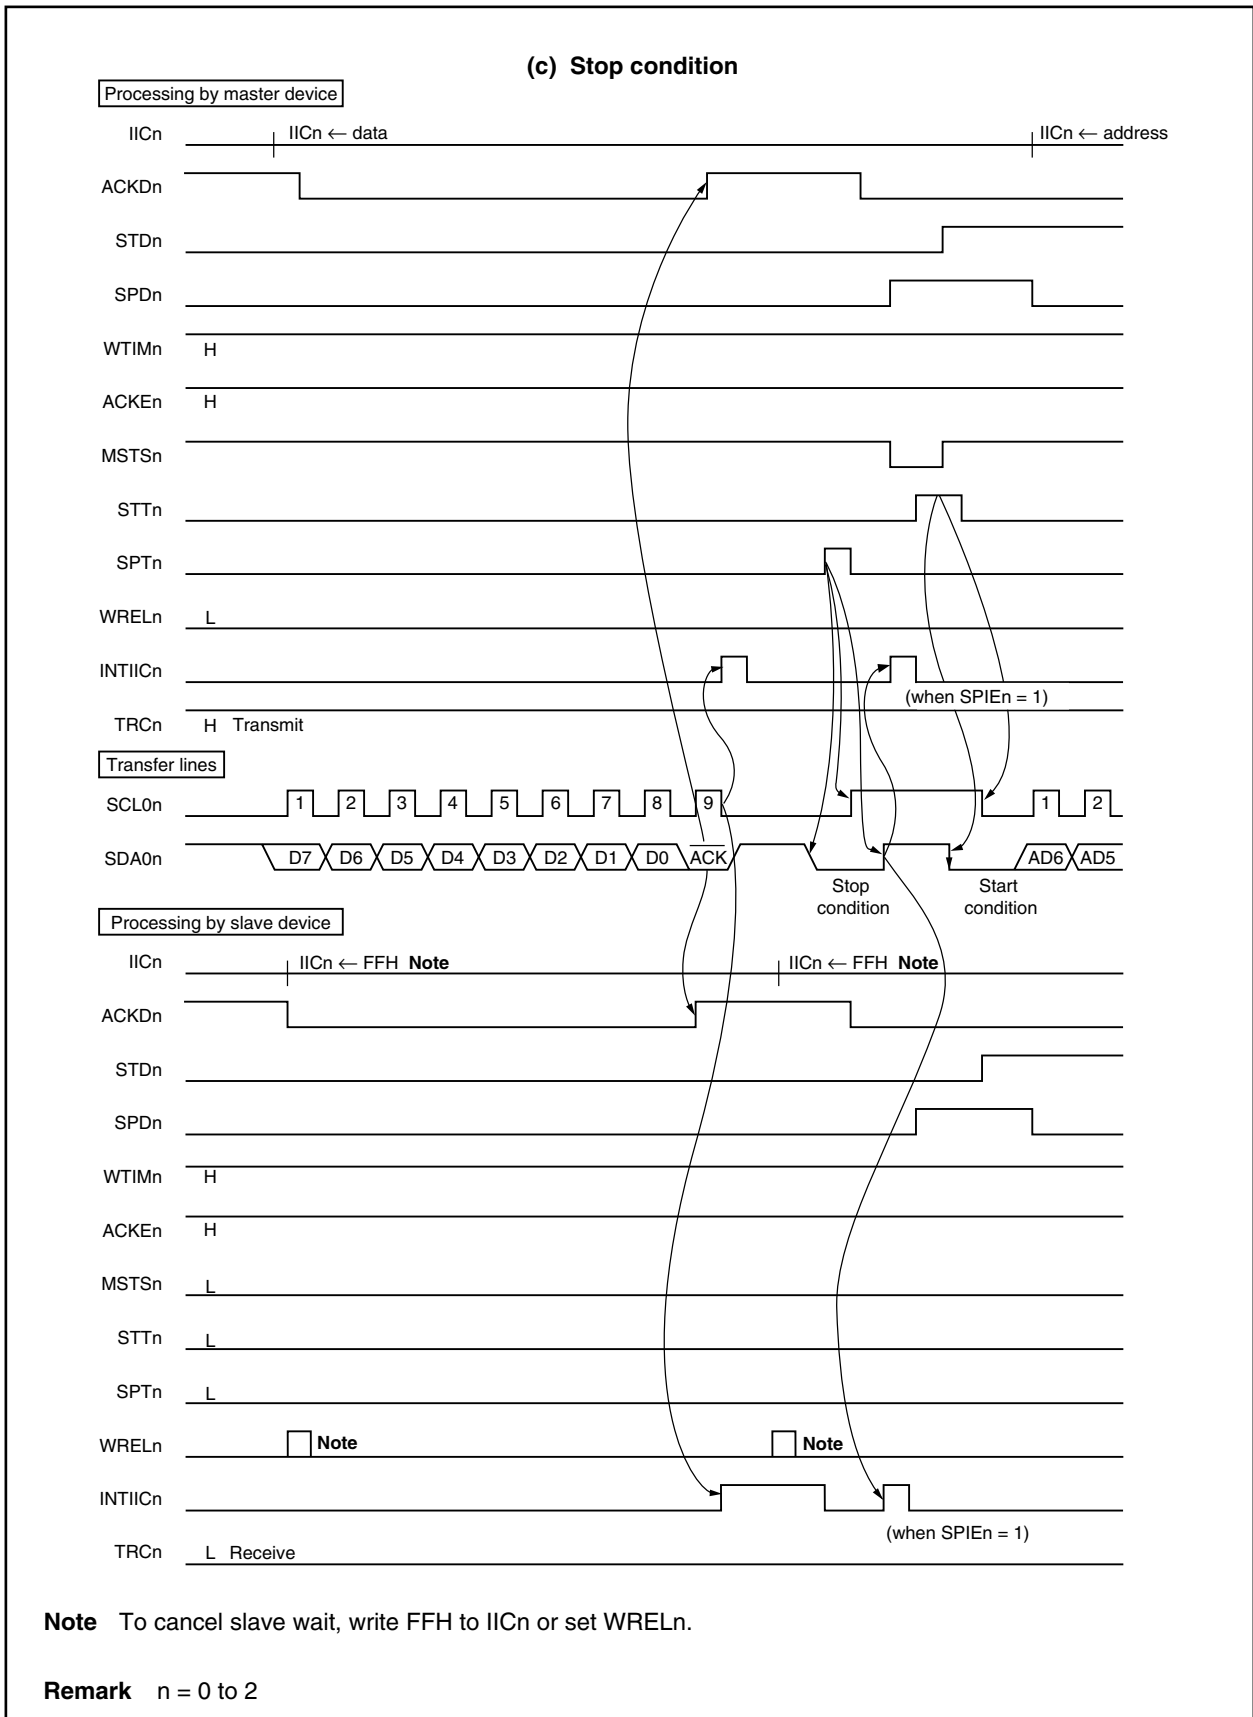 (c) Stop condition
Processing by master device
IICn IICn ← data IICn ← address
ACKDn
STDn
SPDn
WTIMn H
ACKEn H
MSTSn
STTn
SPTn
WRELn L
INTIICn
(when SPIEn = 1)
TRCn H Transmit
Transfer lines
SCL0n 1 2 3 4 5 6 7 8 9 1 2
SDA0n D7 D6 D5 D4 D3 D2 D1 D0 A̅C̅K̅ AD6 AD5
Stop condition Start condition
Processing by slave device
IICn IICn ← FFH Note IICn ← FFH Note
ACKDn
STDn
SPDn
WTIMn H
ACKEn H
MSTSn L
STTn L
SPTn L
WRELn Note Note
INTIICn
(when SPIEn = 1)
TRCn L Receive
Note To cancel slave wait, write FFH to IICn or set WRELn.
Remark n = 0 to 2